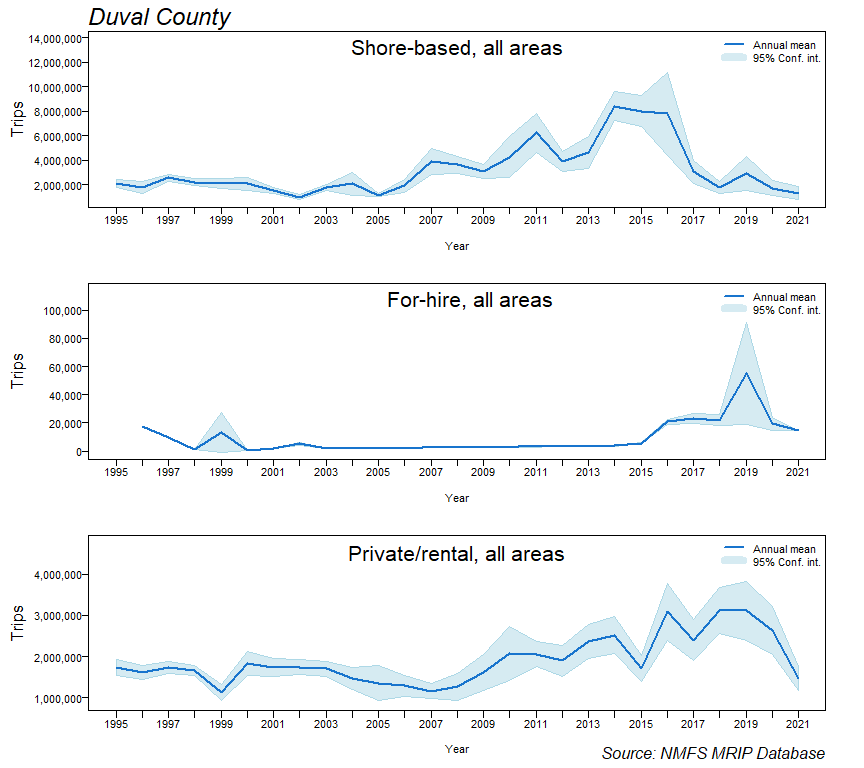 Duval County
Shore-based, all areas
Annual mean
95% Conf. int.
Trips
14,000,000
12,000,000
10,000,000
8,000,000
6,000,000
4,000,000
2,000,000
1995 1997 1999 2001 2003 2005 2007 2009 2011 2013 2015 2017 2019 2021
Year
For-hire, all areas
Annual mean
95% Conf. int.
Trips
100,000
80,000
60,000
40,000
20,000
0
1995 1997 1999 2001 2003 2005 2007 2009 2011 2013 2015 2017 2019 2021
Year
Private/rental, all areas
Annual mean
95% Conf. int.
Trips
4,000,000
3,000,000
2,000,000
1,000,000
1995 1997 1999 2001 2003 2005 2007 2009 2011 2013 2015 2017 2019 2021
Year
Source: NMFS MRIP Database